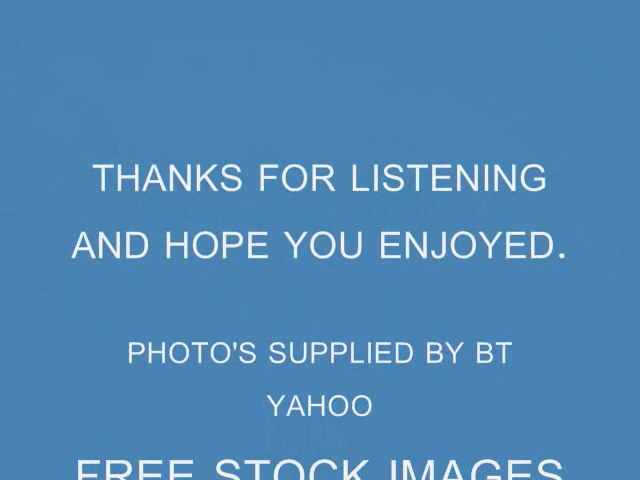 THANKS FOR LISTENING
AND HOPE YOU ENJOYED.
PHOTO'S SUPPLIED BY BT
YAHOO
FREE STOCK IMAGES